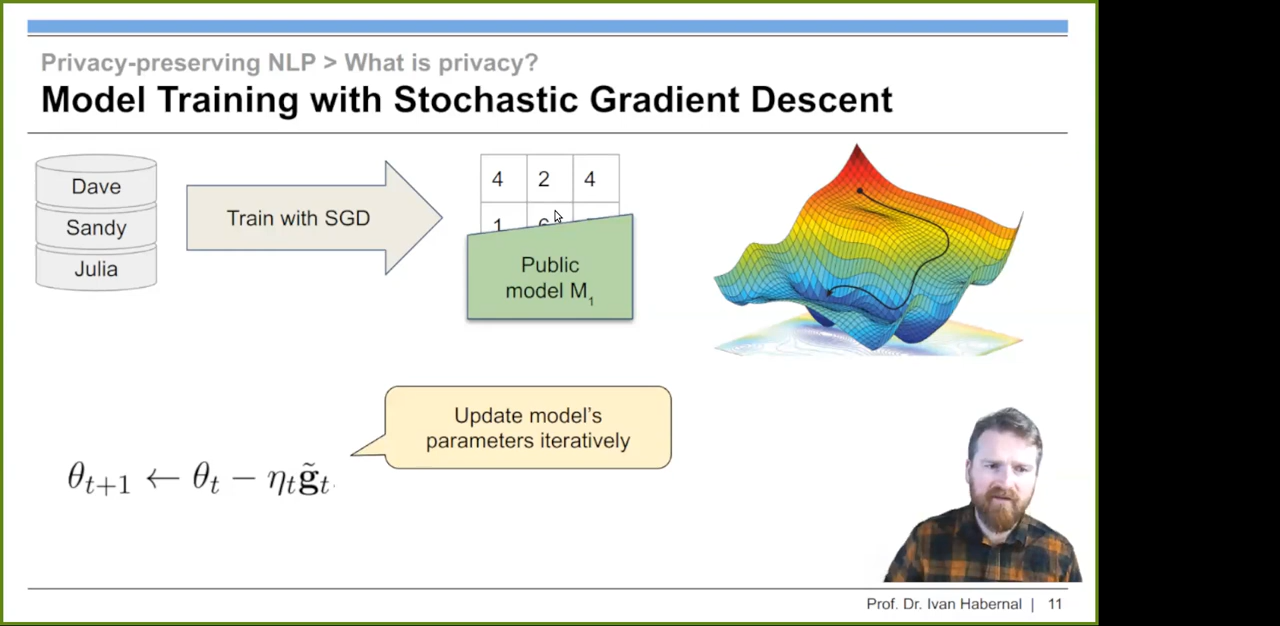 Privacy-preserving NLP > What is privacy?
Model Training with Stochastic Gradient Descent
Dave
Sandy
Julia
Train with SGD
4 2 4
1
Public
model M₁
Update model's
parameters iteratively
θₜ₊₁ ← θₜ − ηₜg̃ₜ
Prof. Dr. Ivan Habernal | 11